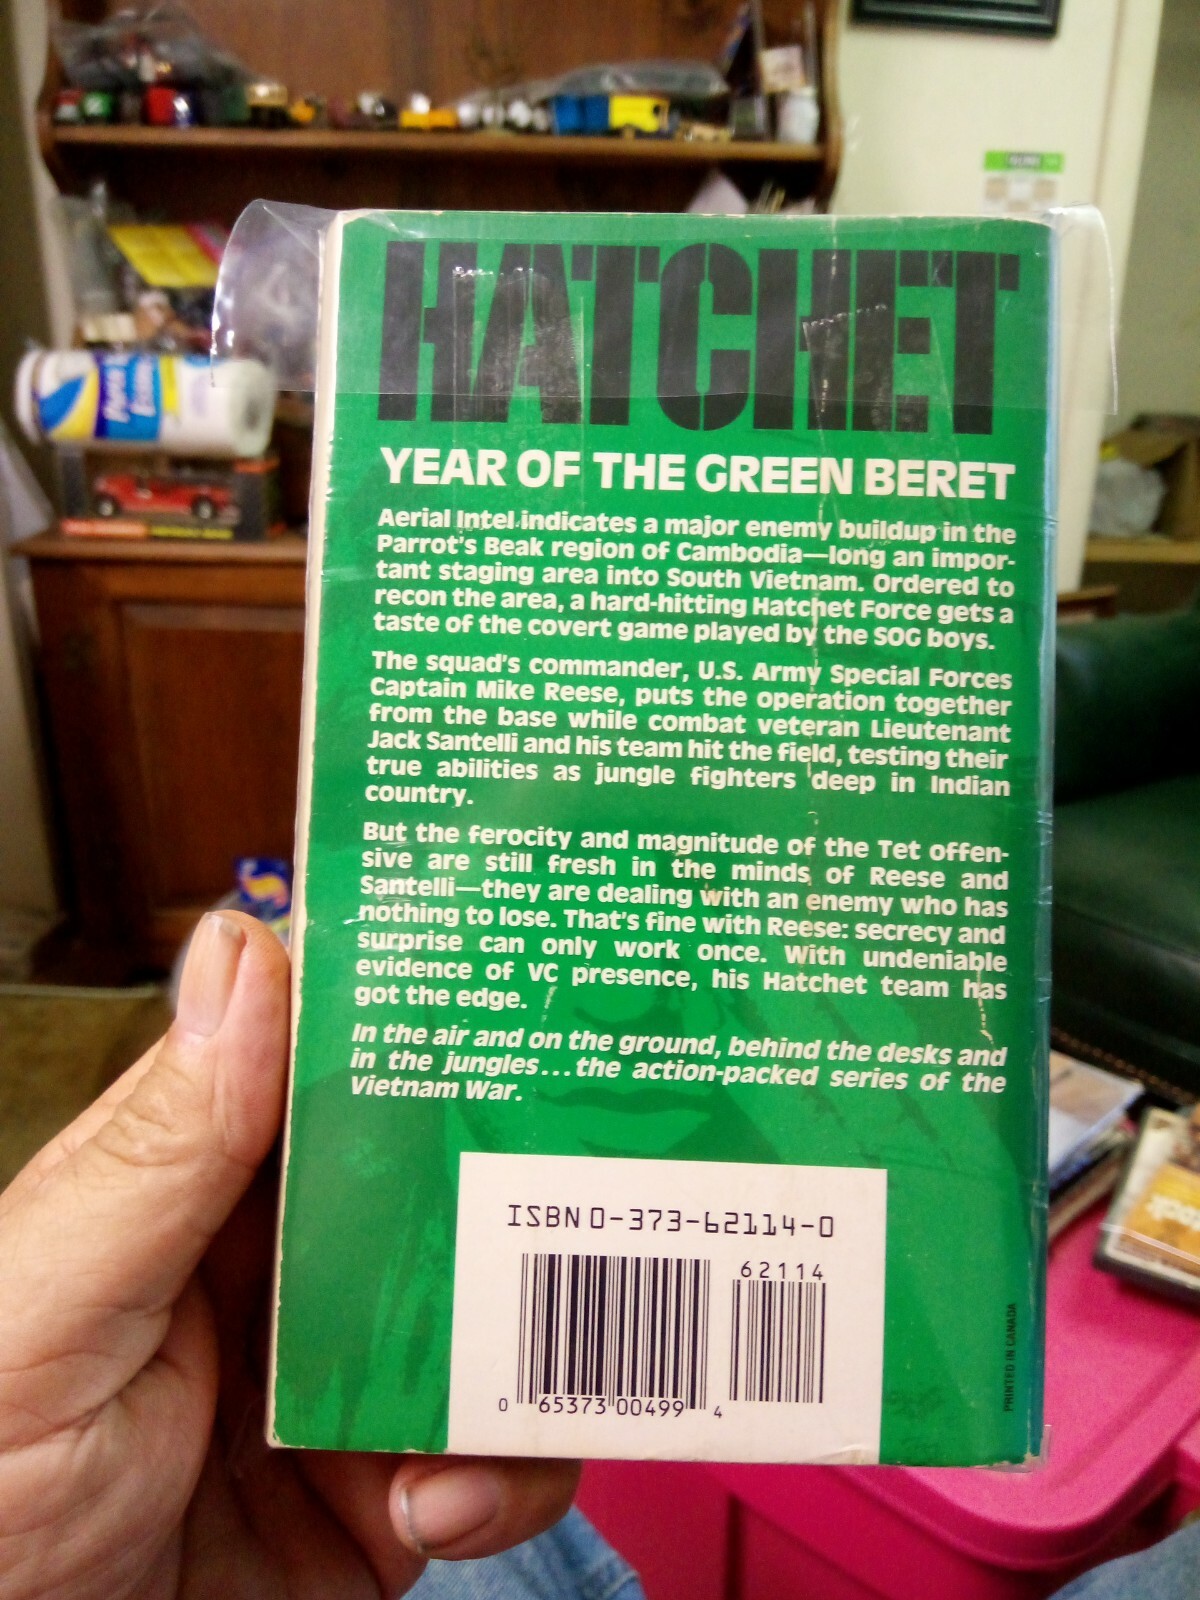 HATCHET
YEAR OF THE GREEN BERET
Aerial Intel indicates a major enemy buildup in the
Parrot's Beak region of Cambodia—long an impor-
tant staging area into South Vietnam. Ordered to
recon the area, a hard-hitting Hatchet Force gets a
taste of the covert game played by the SOG boys.
The squad's commander, U.S. Army Special Forces
Captain Mike Reese, puts the operation together
from the base while combat veteran Lieutenant
Jack Santelli and his team hit the field, testing their
true abilities as jungle fighters deep in Indian
country.
But the ferocity and magnitude of the Tet offen-
sive are still fresh in the minds of Reese and
Santelli—they are dealing with an enemy who has
nothing to lose. That's fine with Reese: secrecy and
surprise can only work once. With undeniable
evidence of VC presence, his Hatchet team has
got the edge.
In the air and on the ground, behind the desks and
in the jungles...the action-packed series of the
Vietnam War.
ISBN 0-373-62114-0
62114
0 65373 00499 4
PRINTED IN CANADA